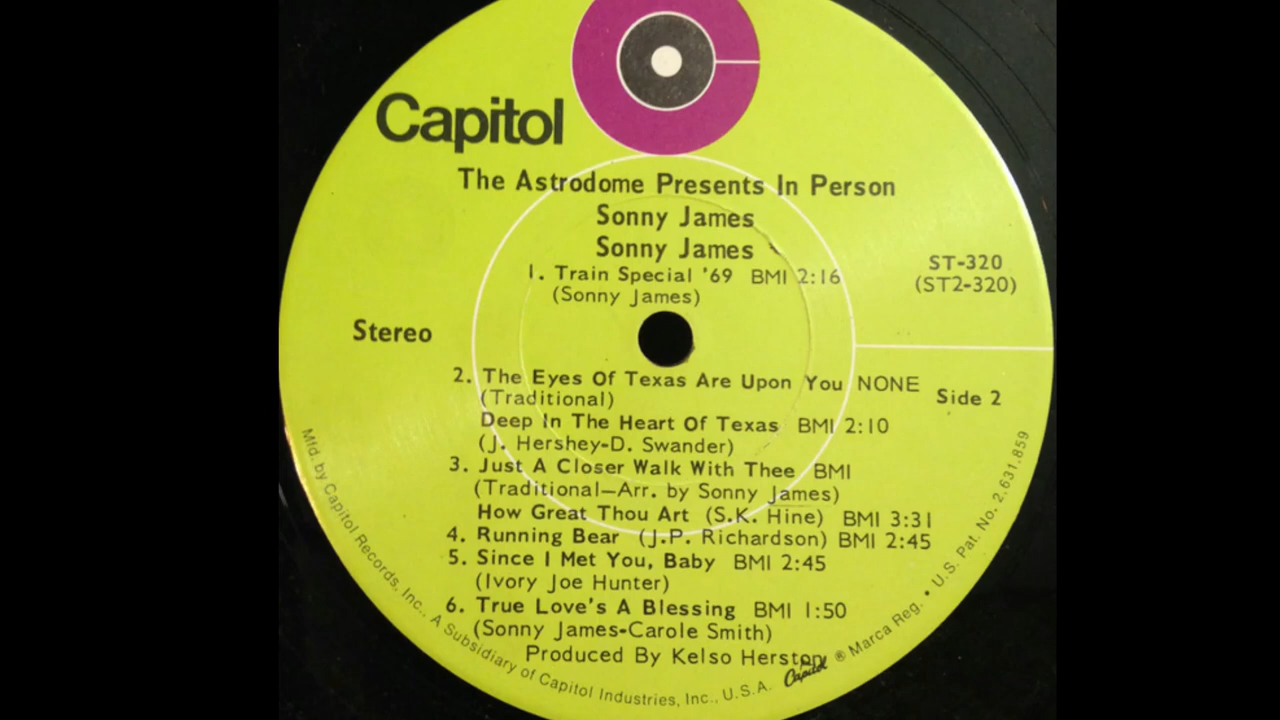 Capitol
The Astrodome Presents In Person
Sonny James
Sonny James
1. Train Special '69 BMI 2:16
(Sonny James)
ST-320
(ST2-320)
Stereo
2. The Eyes Of Texas Are Upon You NONE
(Traditional)
Side 2
Deep In The Heart Of Texas BMI 2:10
(J. Hershey-D. Swander)
3. Just A Closer Walk With Thee BMI
(Traditional—Arr. by Sonny James)
How Great Thou Art (S.K. Hine) BMI 3:31
4. Running Bear (J.P. Richardson) BMI 2:45
5. Since I Met You, Baby BMI 2:45
(Ivory Joe Hunter)
6. True Love's A Blessing BMI 1:50
(Sonny James-Carole Smith)
Produced By Kelso Herston
Mfd. by Capitol Records, Inc., A Subsidiary of Capitol Industries, Inc., U.S.A. Capitol ® Marca Reg. • U.S. Pat. No. 2,631,859